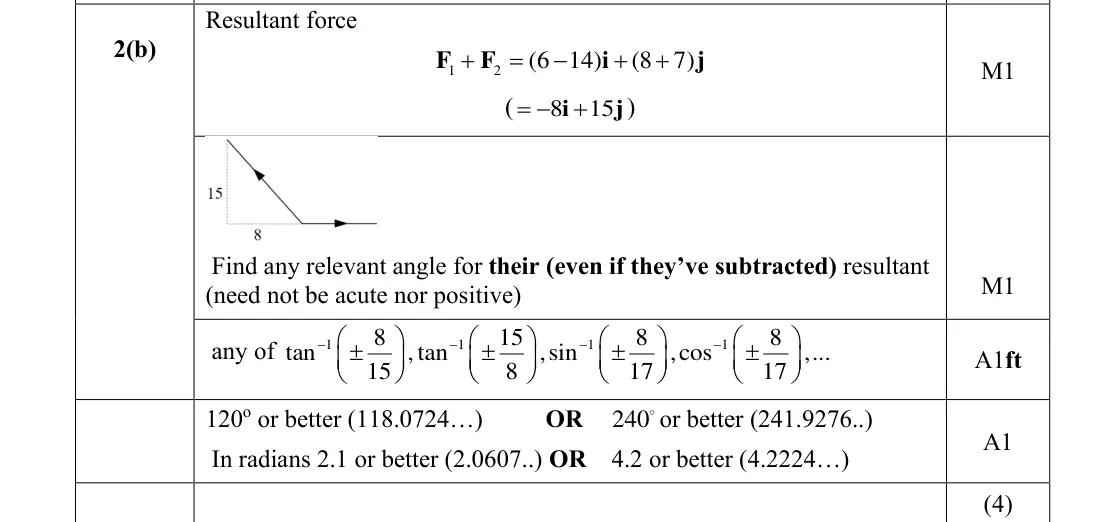 Resultant force
2(b)
F₁ + F₂ = (6 − 14)i + (8 + 7)j
M1
( = −8i + 15j )
15
8
Find any relevant angle for their (even if they’ve subtracted) resultant
(need not be acute nor positive)
M1
any of tan⁻¹(± 8/15), tan⁻¹(± 15/8), sin⁻¹(± 8/17), cos⁻¹(± 8/17),...
A1ft
120º or better (118.0724…) OR 240° or better (241.9276..)
In radians 2.1 or better (2.0607..) OR 4.2 or better (4.2224…)
A1
(4)